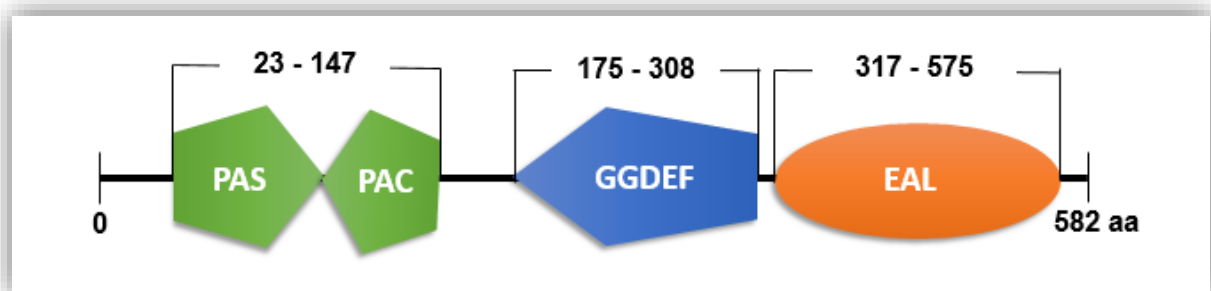 23 - 147
175 - 308
317 - 575
PAS
PAC
GGDEF
EAL
0
582 aa